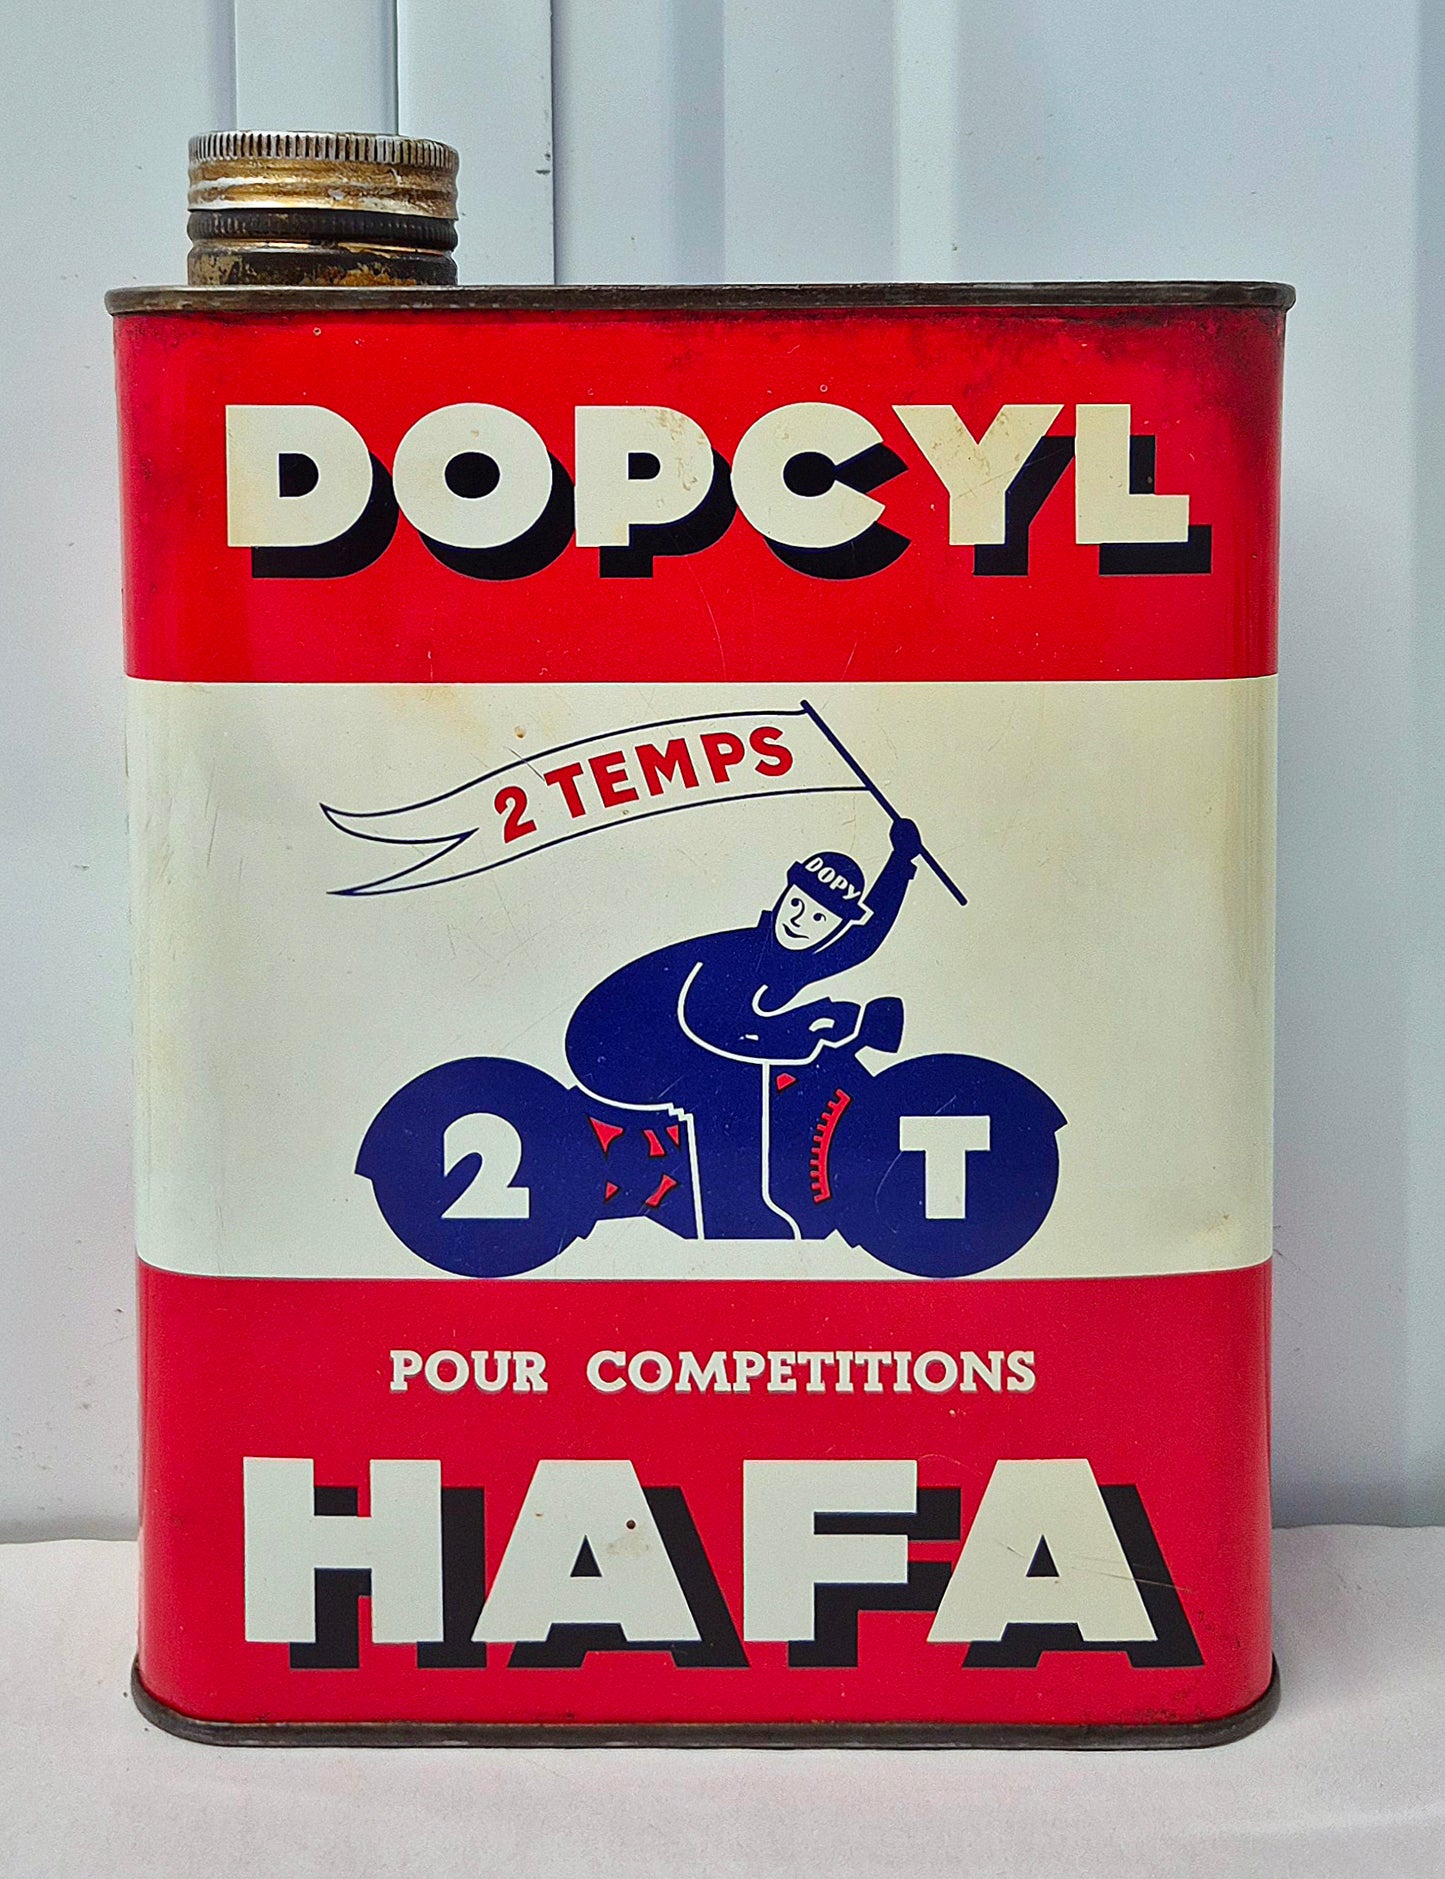 DOPCYL
2 TEMPS
DOPY
2 T
POUR COMPETITIONS
HAFA